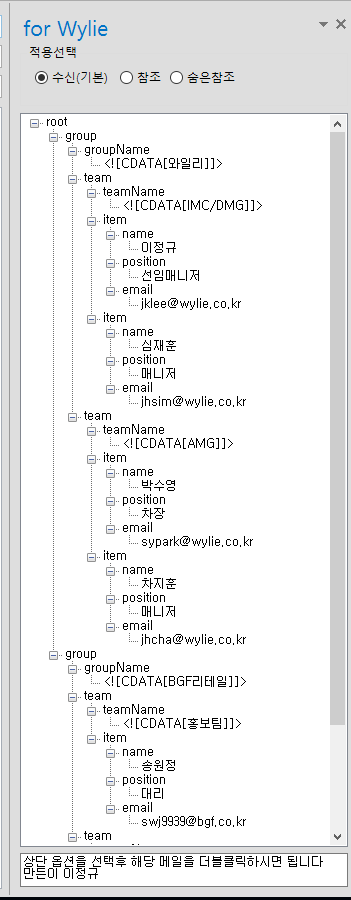 for Wylie
적용선택
수신(기본) 참조 숨은참조
root
group
groupName
<![CDATA[와일리]]>
team
teamName
<![CDATA[IMC/DMG]]>
item
name
이정규
position
선임매니저
email
jklee@wylie.co.kr
item
name
심재훈
position
매니저
email
jhsim@wylie.co.kr
team
teamName
<![CDATA[AMG]]>
item
name
박수영
position
차장
email
sypark@wylie.co.kr
item
name
차지훈
position
매니저
email
jhcha@wylie.co.kr
group
groupName
<![CDATA[BGF리테일]]>
team
teamName
<![CDATA[홍보팀]]>
item
name
송원정
position
대리
email
swj9939@bgf.co.kr
team
상단 옵션을 선택후 해당 메일을 더블클릭하시면 됩니다
만든이 이정규